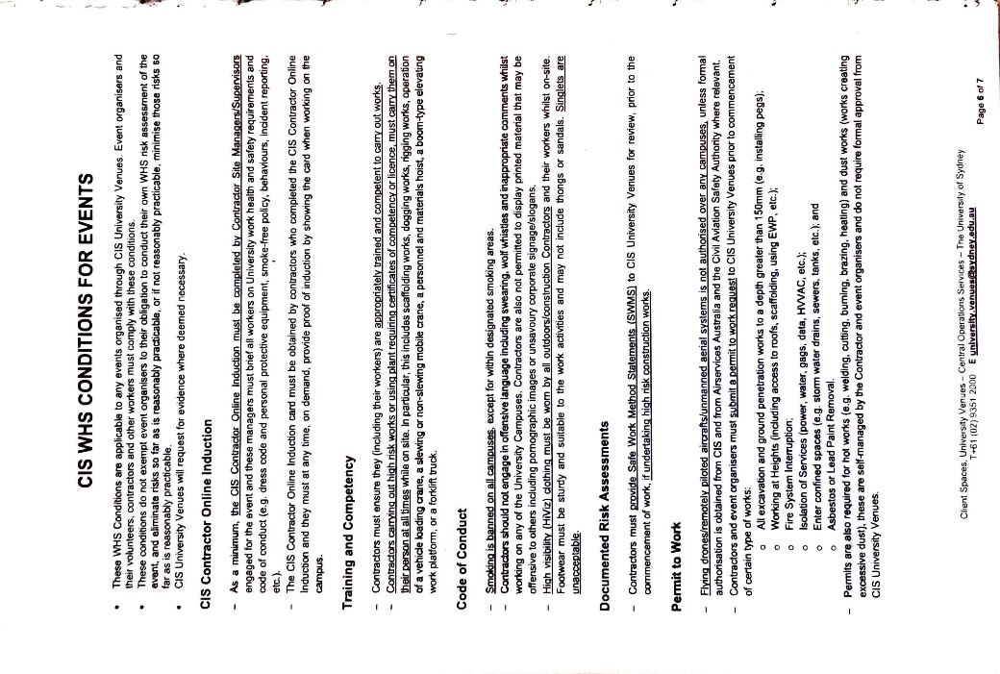 CIS WHS CONDITIONS FOR EVENTS
• These WHS Conditions are applicable to any events organised through CIS University Venues. Event organisers and
their volunteers, contractors and other workers must comply with these conditions.
• These conditions do not exempt event organisers to their obligation to conduct their own WHS risk assessment of the
event, and eliminate risks so far as is reasonably practicable, or if not reasonably practicable, minimise those risks so
far as is reasonably practicable.
• CIS University Venues will request for evidence where deemed necessary.
CIS Contractor Online Induction
– As a minimum, the CIS Contractor Online Induction must be completed by Contractor Site Managers/Supervisors
engaged for the event and these managers must brief all workers on University work health and safety requirements and
code of conduct (e.g. dress code and personal protective equipment, smoke-free policy, behaviours, incident reporting,
etc.).
– The CIS Contractor Online Induction card must be obtained by contractors who completed the CIS Contractor Online
Induction and they must at any time, on demand, provide proof of induction by showing the card when working on the
campus.
Training and Competency
– Contractors must ensure they (including their workers) are appropriately trained and competent to carry out works.
– Contractors carrying out high risk works or using plant requiring certificates of competency or licence, must carry them on
their person at all times while on site. In particular, this includes scaffolding works, dogging works, rigging works, operation
of a vehicle loading crane, a slewing or non-slewing mobile crane, a personnel and materials hoist, a boom-type elevating
work platform, or a forklift truck.
Code of Conduct
– Smoking is banned on all campuses, except for within designated smoking areas.
– Contractors should not engage in offensive language including swearing, wolf whistles and inappropriate comments whilst
working on any of the University Campuses. Contractors are also not permitted to display printed material that may be
offensive to others including pornographic images or unsavoury corporate signage/slogans.
– High visibility (HiViz) clothing must be worn by all outdoors/construction Contractors and their workers whilst on-site.
Footwear must be sturdy and suitable to the work activities and may not include thongs or sandals. Singlets are
unacceptable.
Documented Risk Assessments
– Contractors must provide Safe Work Method Statements (SWMS) to CIS University Venues for review, prior to the
commencement of work, if undertaking high risk construction works.
Permit to Work
– Flying drones/remotely piloted aircrafts/unmanned aerial systems is not authorised over any campuses, unless formal
authorisation is obtained from CIS and from Airservices Australia and the Civil Aviation Safety Authority where relevant.
– Contractors and event organisers must submit a permit to work request to CIS University Venues prior to commencement
of certain type of works:
o All excavation and ground penetration works to a depth greater than 150mm (e.g. installing pegs);
o Working at Heights (including access to roofs, scaffolding, using EWP, etc.);
o Fire System Interruption;
o Isolation of Services (power, water, gags, data, HVVAC, etc.);
o Enter confined spaces (e.g. storm water drains, sewers, tanks, etc.); and
o Asbestos or Lead Paint Removal.
– Permits are also required for hot works (e.g. welding, cutting, burning, brazing, heating) and dust works (works creating
excessive dust), these are self-managed by the Contractor and event organisers and do not require formal approval from
CIS University Venues.
Client Spaces, University Venues – Central Operations Services – The University of Sydney
T+61 (02) 9351 2000 E university.venues@sydney.edu.au
Page 6 of 7